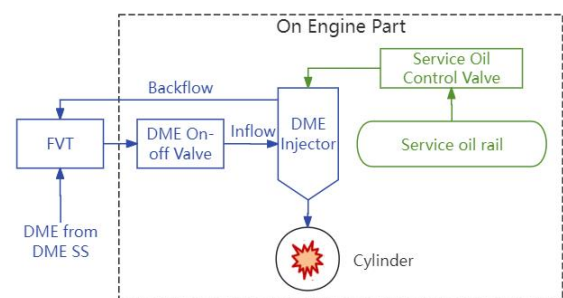 On Engine Part
Service Oil
Control Valve
Backflow
FVT
DME On-
off Valve
Inflow
DME
Injector
Service oil rail
DME from
DME SS
Cylinder